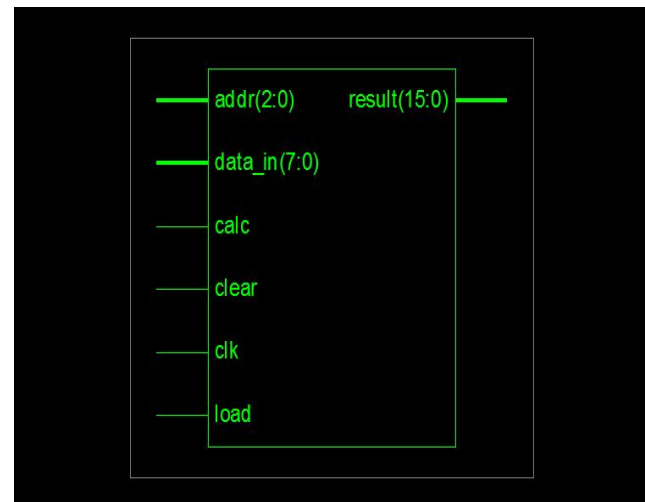 addr(2:0) result(15:0)
data_in(7:0)
calc
clear
clk
load